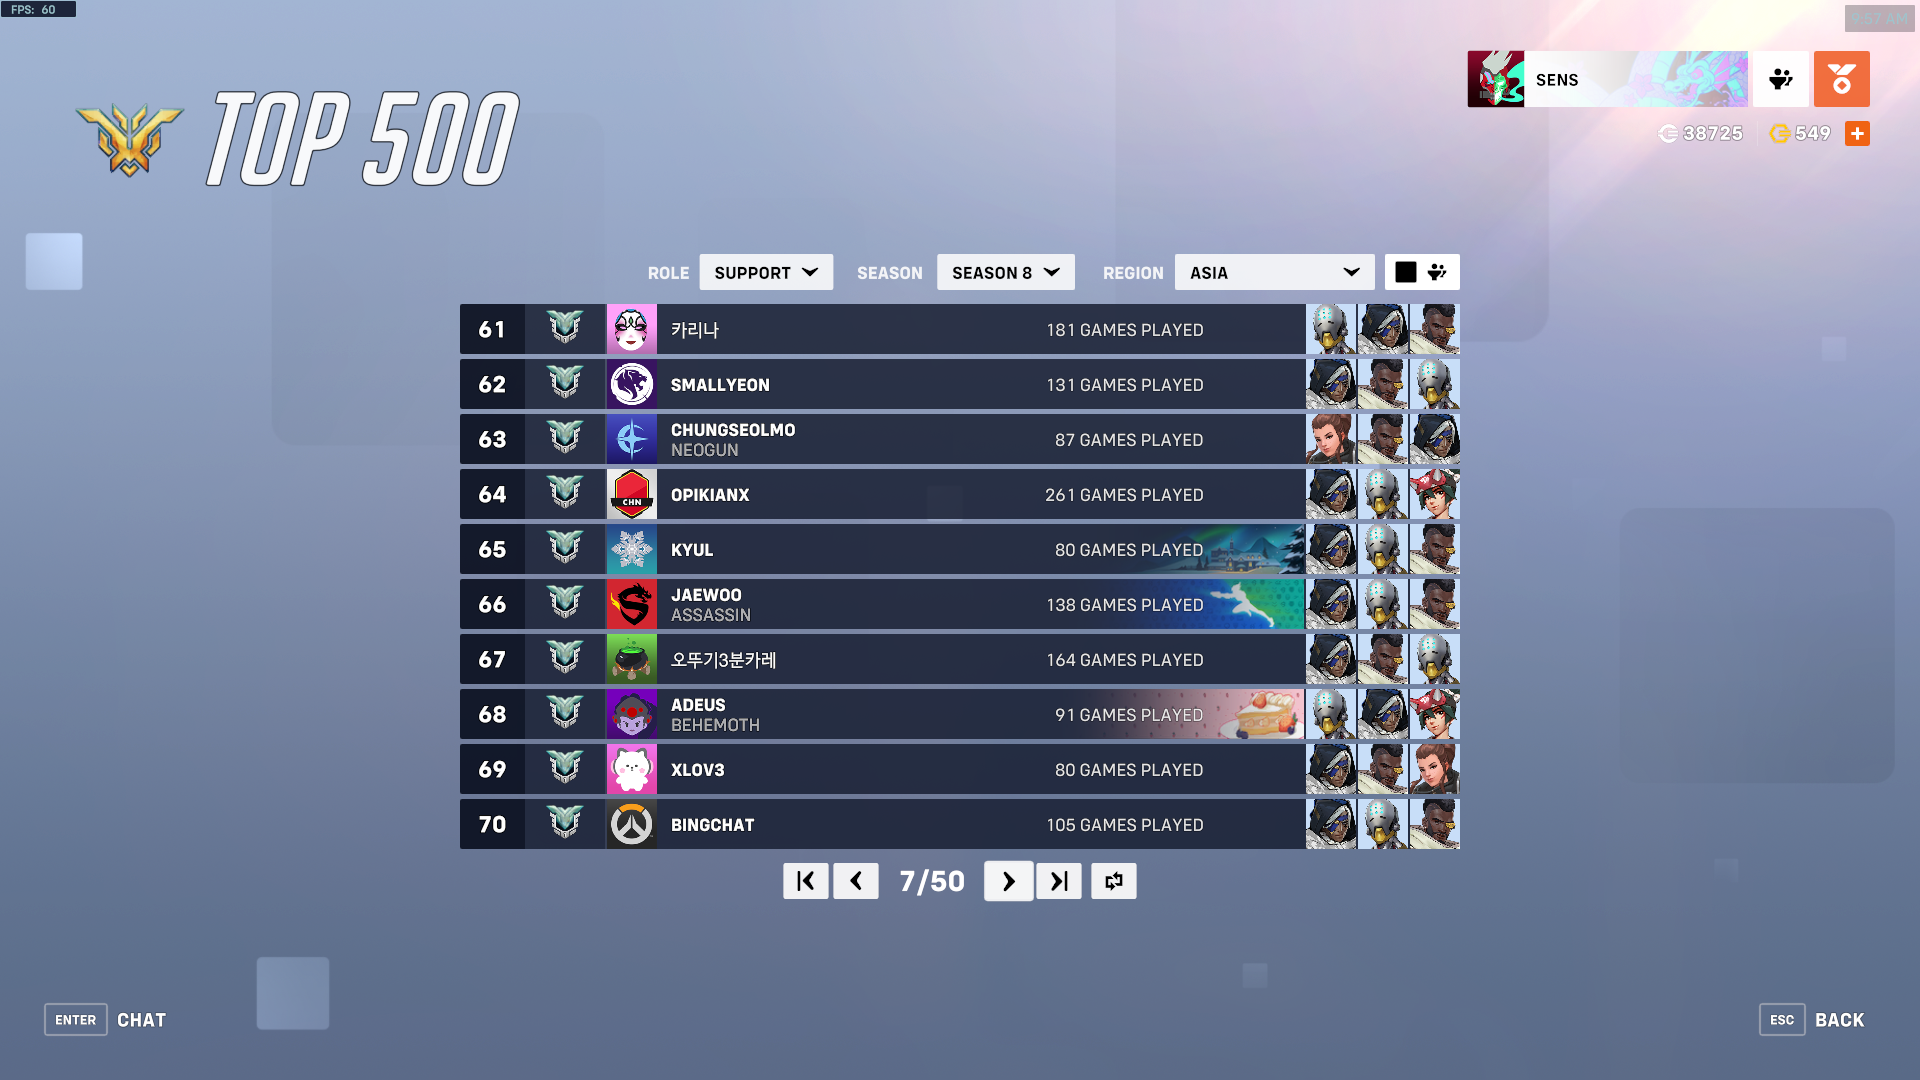 FPS: 60
9:57 AM
TOP 500
SENS
38725
549
ROLE SUPPORT SEASON SEASON 8 REGION ASIA
61 카리나 181 GAMES PLAYED
62 SMALLYEON 131 GAMES PLAYED
63 CHUNGSEOLMO 87 GAMES PLAYED
NEOGUN
64 CHN OPIKIANX 261 GAMES PLAYED
65 KYUL 80 GAMES PLAYED
66 JAEWOO 138 GAMES PLAYED
ASSASSIN
67 오뚜기3분카레 164 GAMES PLAYED
68 ADEUS 91 GAMES PLAYED
BEHEMOTH
69 XLOV3 80 GAMES PLAYED
70 BINGCHAT 105 GAMES PLAYED
7/50
ENTER CHAT
ESC BACK